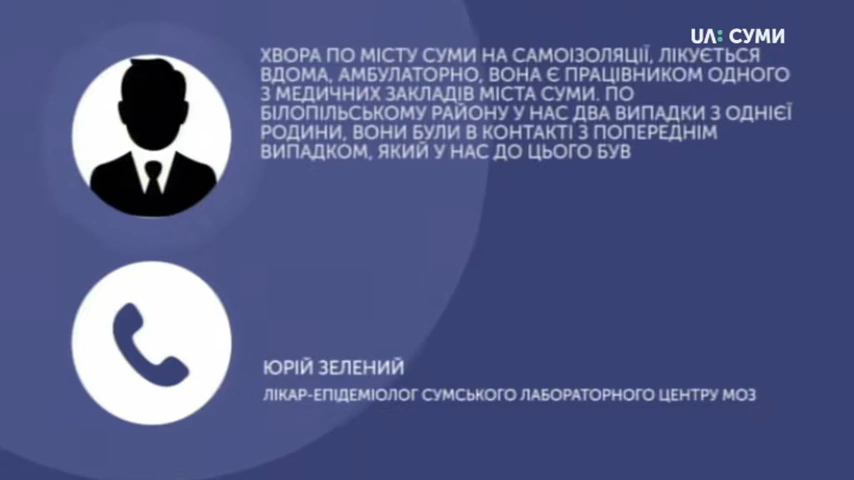 UA: СУМИ
ХВОРА ПО МІСТУ СУМИ НА САМОІЗОЛЯЦІЇ, ЛІКУЄТЬСЯ
ВДОМА, АМБУЛАТОРНО, ВОНА Є ПРАЦІВНИКОМ ОДНОГО
З МЕДИЧНИХ ЗАКЛАДІВ МІСТА СУМИ. ПО
БІЛОПІЛЬСЬКОМУ РАЙОНУ У НАС ДВА ВИПАДКИ З ОДНІЄЇ
РОДИНИ, ВОНИ БУЛИ В КОНТАКТІ З ПОПЕРЕДНІМ
ВИПАДКОМ, ЯКИЙ У НАС ДО ЦЬОГО БУВ
ЮРІЙ ЗЕЛЕНИЙ
ЛІКАР-ЕПІДЕМІОЛОГ СУМСЬКОГО ЛАБОРАТОРНОГО ЦЕНТРУ МОЗ